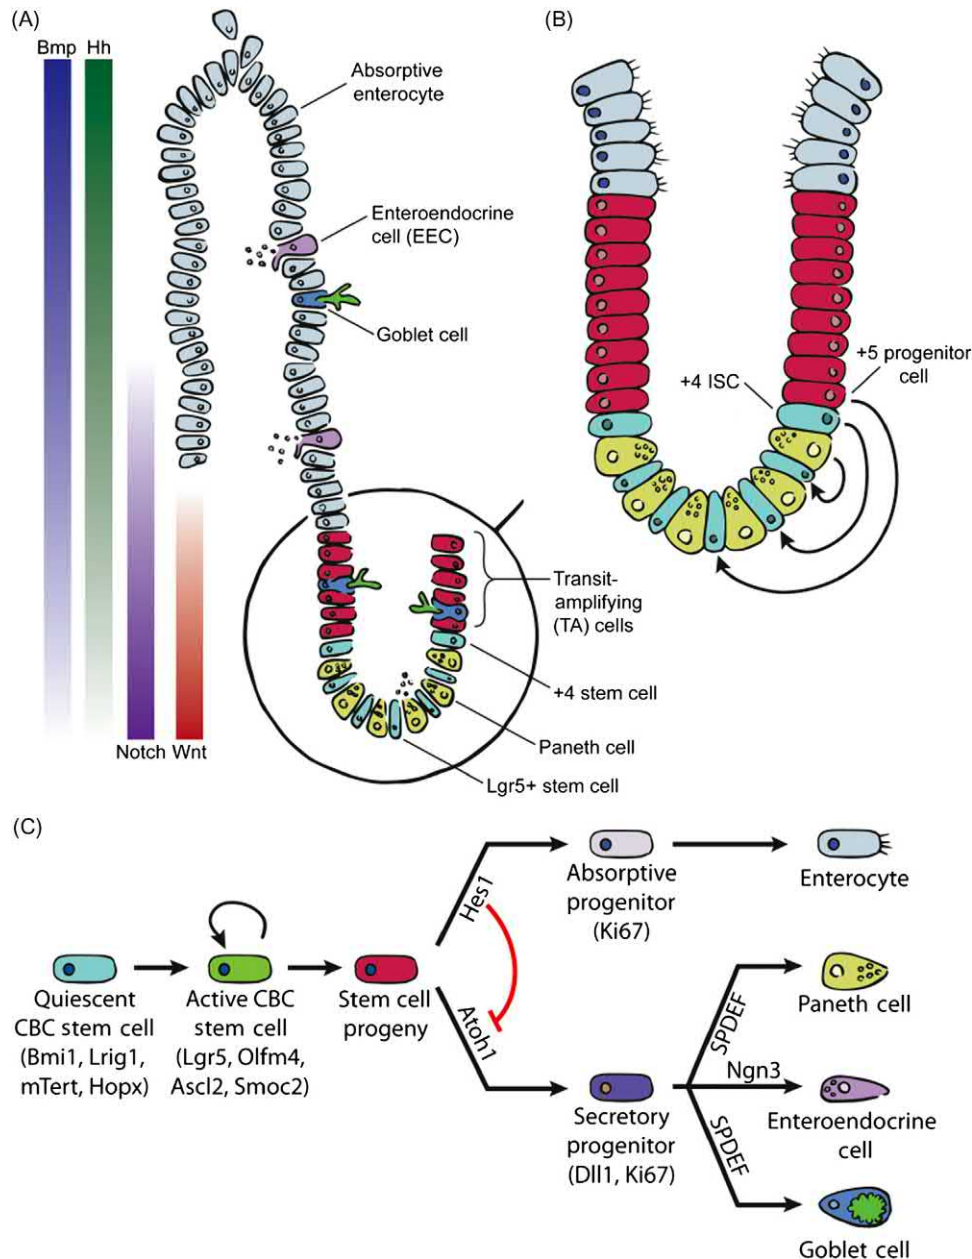 (A)
Bmp Hh
Absorptive
enterocyte
Enteroendocrine
cell (EEC)
Goblet cell
Transit-
amplifying
(TA) cells
+4 stem cell
Paneth cell
Lgr5+ stem cell
Notch Wnt
(B)
+4 ISC
+5 progenitor
cell
(C)
Quiescent
CBC stem cell
(Bmi1, Lrig1,
mTert, Hopx)
Active CBC
stem cell
(Lgr5, Olfm4,
Ascl2, Smoc2)
Stem cell
progeny
Hes1
Atoh1
Absorptive
progenitor
(Ki67)
Enterocyte
Secretory
progenitor
(Dll1, Ki67)
SPDEF
Ngn3
SPDEF
Paneth cell
Enteroendocrine
cell
Goblet cell